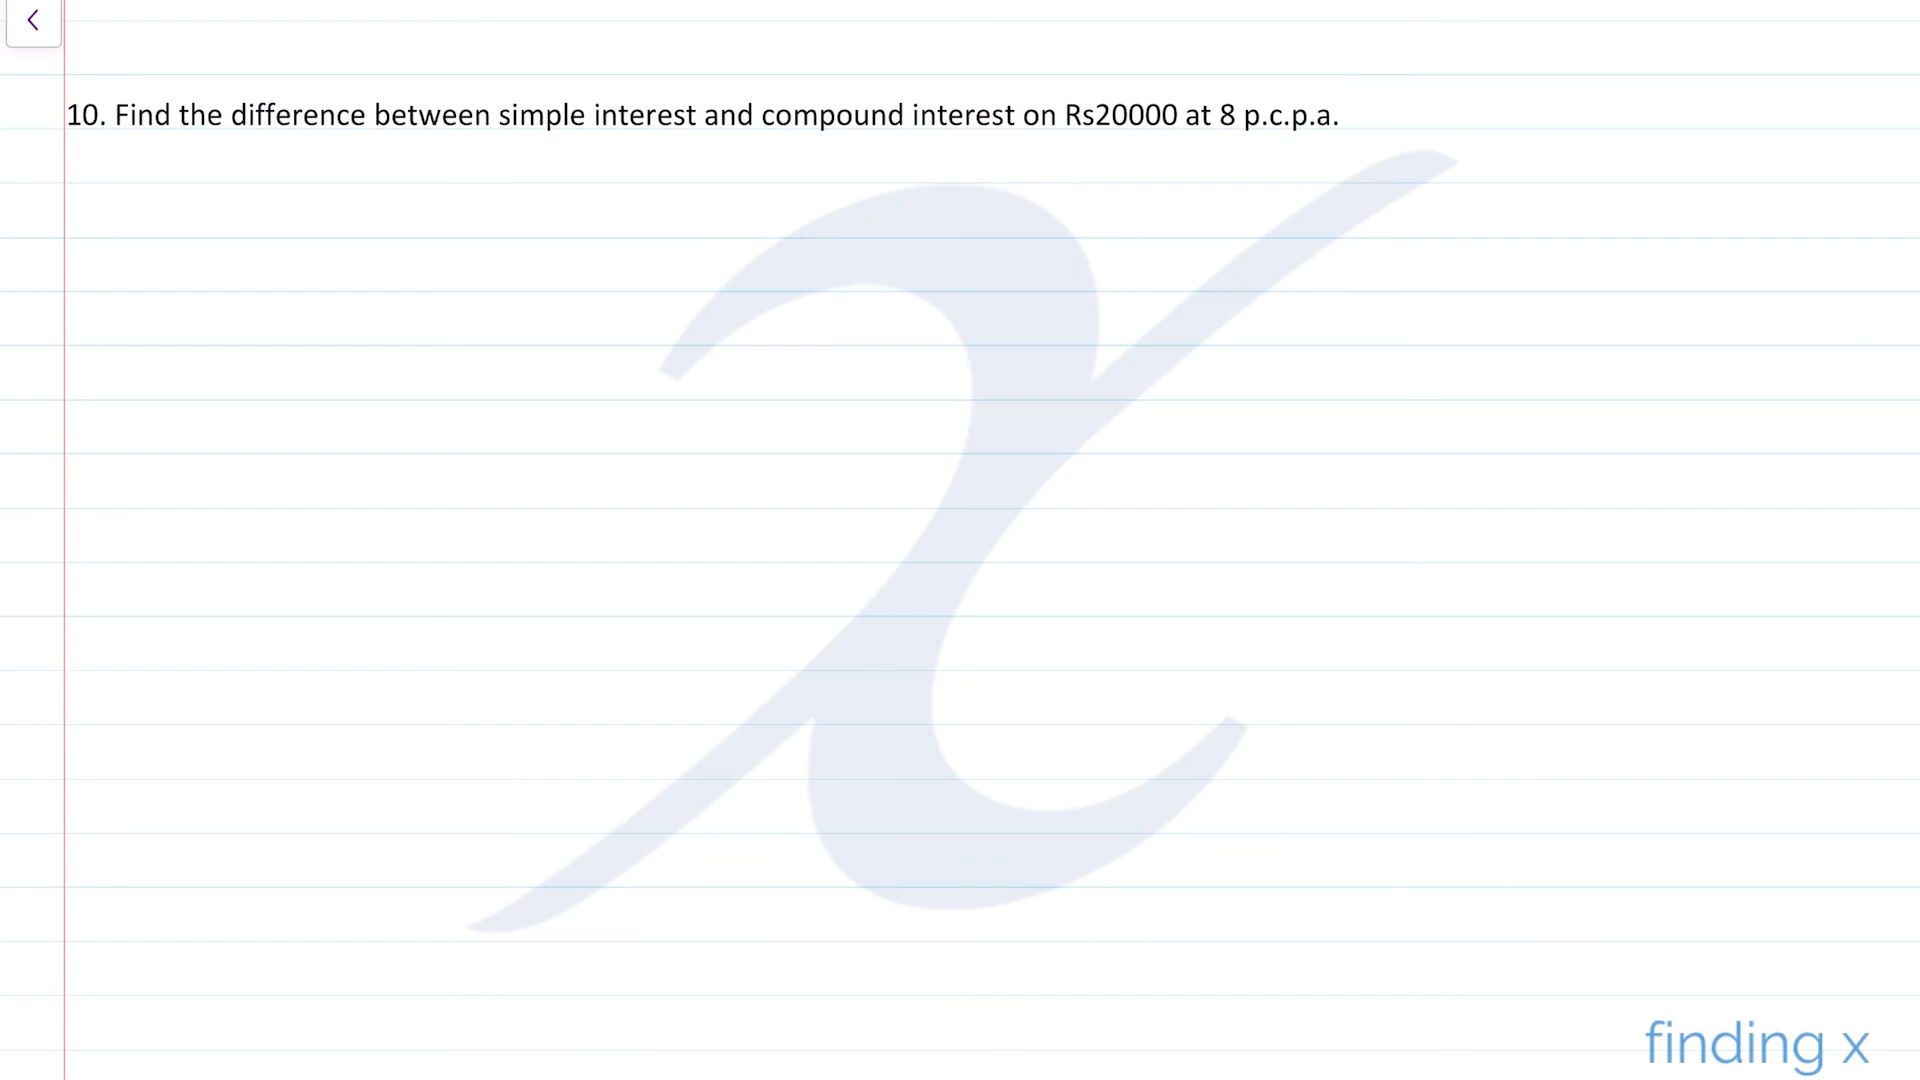 10. Find the difference between simple interest and compound interest on Rs20000 at 8 p.c.p.a.
finding x